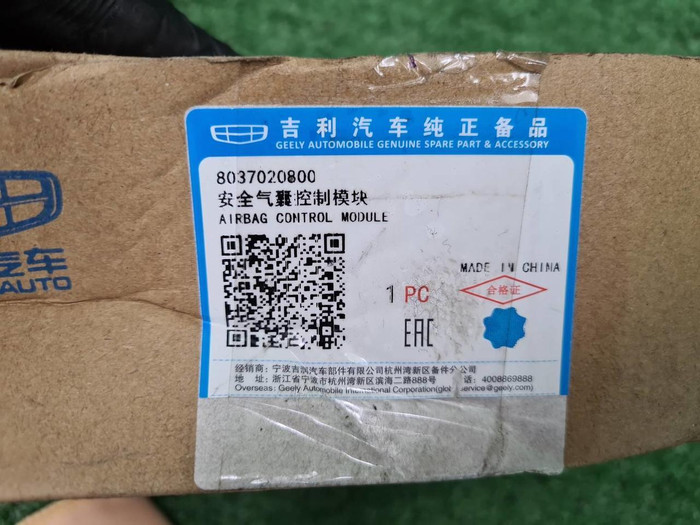 吉利汽车纯正备品
GEELY AUTOMOBILE GENUINE SPARE PART & ACCESSORY
8037020800
安全气囊控制模块
AIRBAG CONTROL MODULE
MADE IN CHINA
1 PC
合格证
EAC
经销商: 宁波吉润汽车部件有限公司杭州湾新区备件分公司
地 址: 浙江省宁波市杭州湾新区滨海二路888号 话: 4008869888
Overseas: Geely Automobile International Corporation(glo service@geely.com)
汽车
AUTO